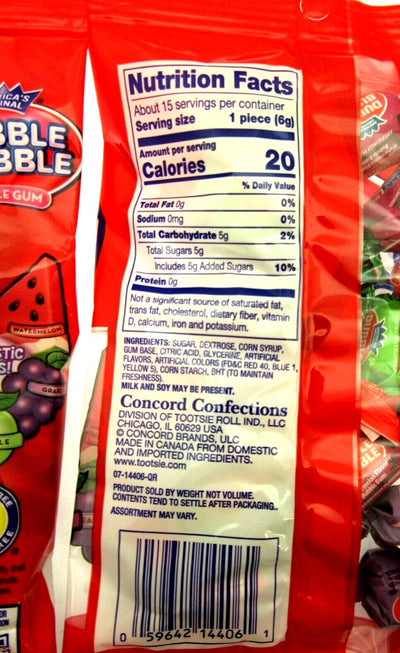 Nutrition Facts
About 15 servings per container
Serving size 1 piece (6g)
Amount per serving
Calories 20
% Daily Value
Total Fat 0g 0%
Sodium 0mg 0%
Total Carbohydrate 5g 2%
Total Sugars 5g
Includes 5g Added Sugars 10%
Protein 0g
Not a significant source of saturated fat,
trans fat, cholesterol, dietary fiber, vitamin
D, calcium, iron and potassium.
INGREDIENTS: SUGAR, DEXTROSE, CORN SYRUP,
GUM BASE, CITRIC ACID, GLYCERINE, ARTIFICIAL
FLAVORS, ARTIFICIAL COLORS (FD&C RED 40, BLUE 1,
YELLOW 5), CORN STARCH, BHT (TO MAINTAIN
FRESHNESS).
MILK AND SOY MAY BE PRESENT.
Concord Confections
DIVISION OF TOOTSIE ROLL IND., LLC
CHICAGO, IL 60629 USA
© CONCORD BRANDS, ULC
MADE IN CANADA FROM DOMESTIC
AND IMPORTED INGREDIENTS.
www.tootsie.com
07-14406-QR
PRODUCT SOLD BY WEIGHT NOT VOLUME.
CONTENTS TEND TO SETTLE AFTER PACKAGING..
ASSORTMENT MAY VARY.
0 59642 14406 1
WATERMELON
GRAPE